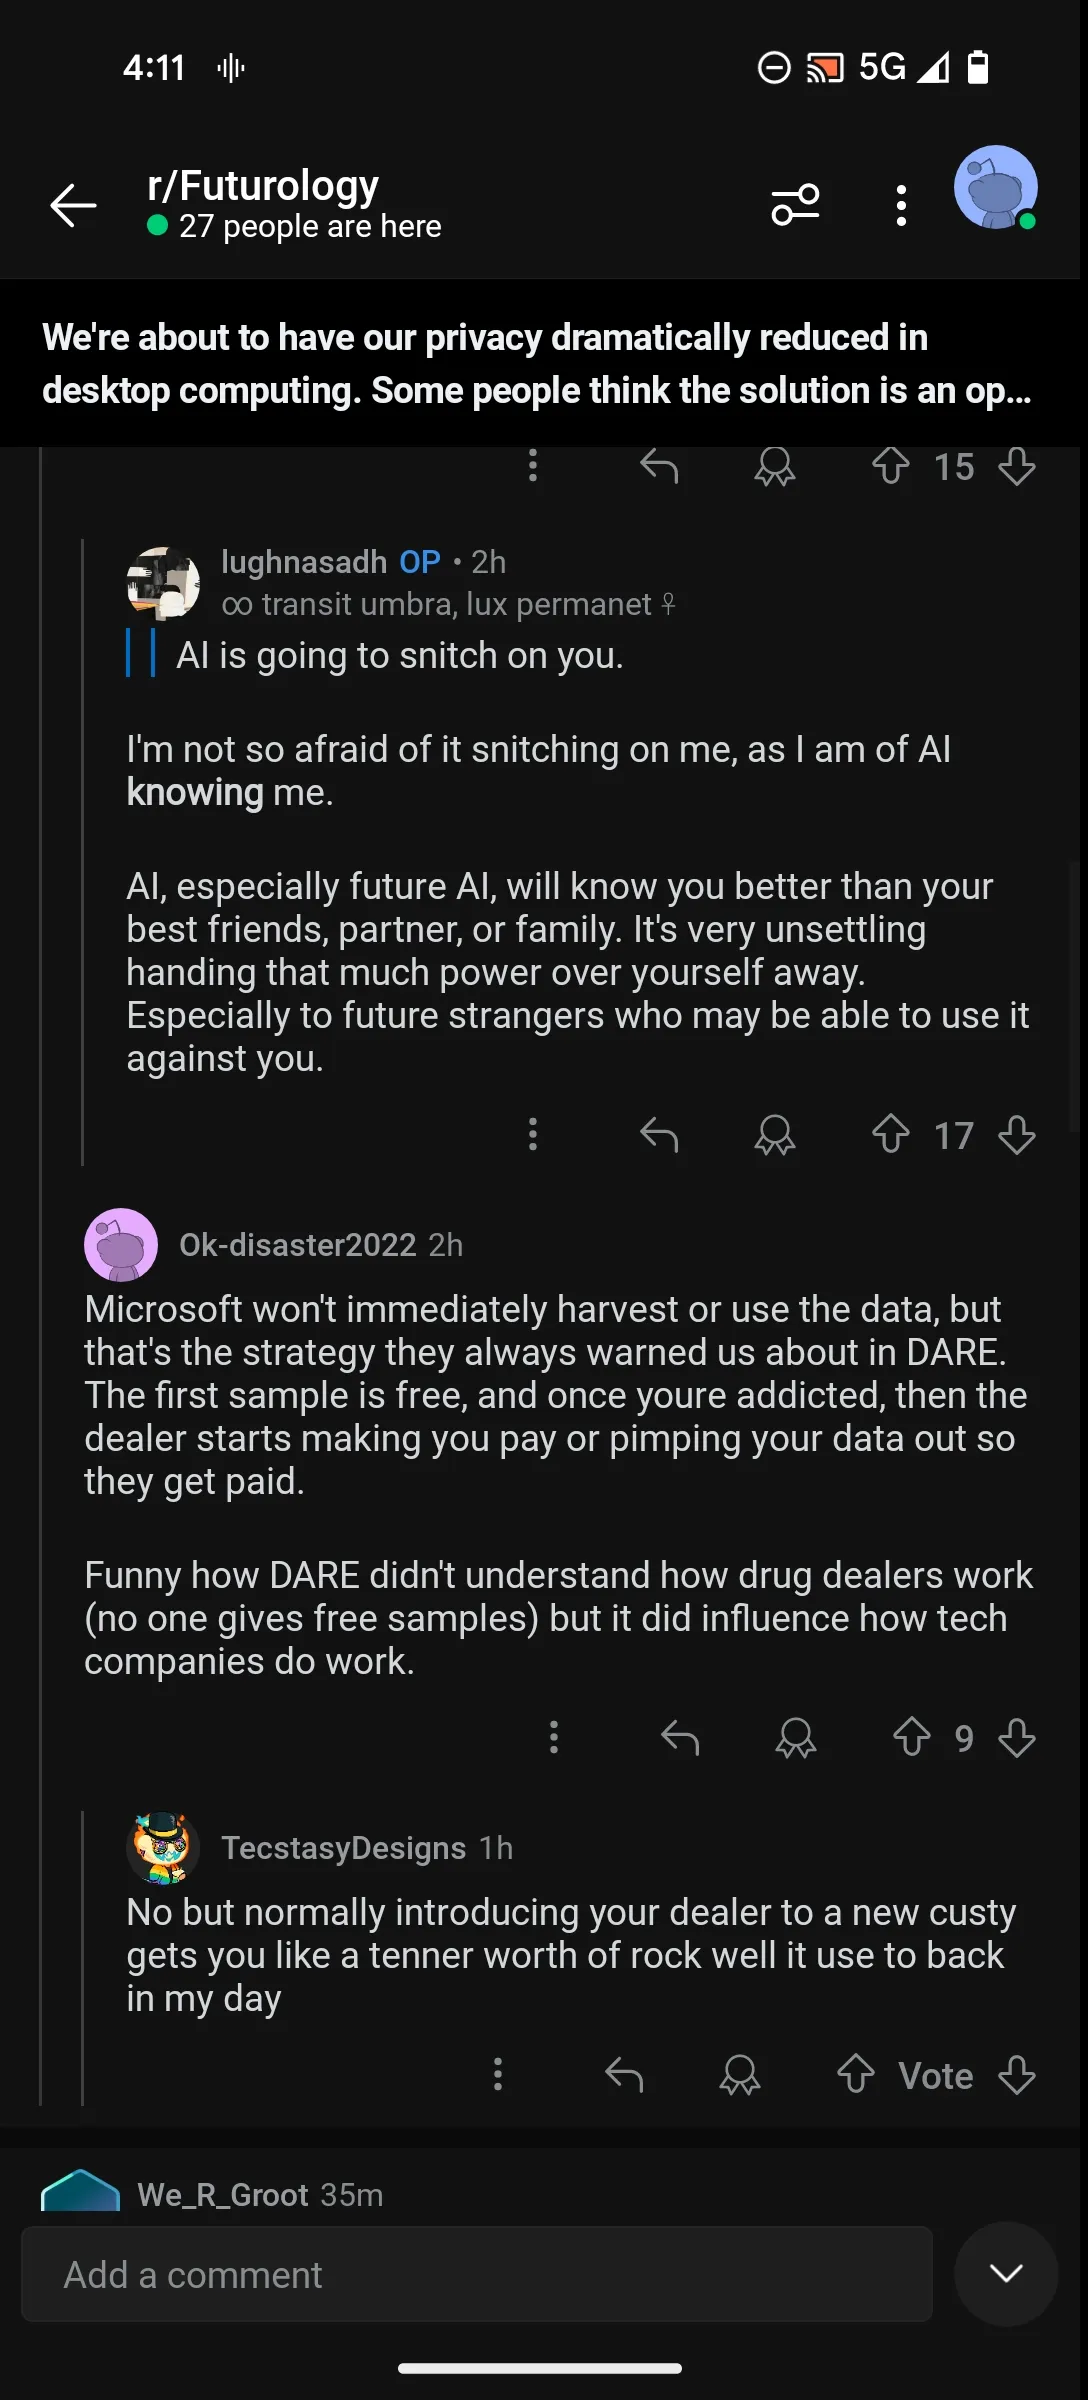 4:11
5G
r/Futurology
27 people are here
We're about to have our privacy dramatically reduced in
desktop computing. Some people think the solution is an op...
15
lughnasadh OP • 2h
∞ transit umbra, lux permanet ☥
AI is going to snitch on you.
I'm not so afraid of it snitching on me, as I am of AI
knowing me.
AI, especially future AI, will know you better than your
best friends, partner, or family. It's very unsettling
handing that much power over yourself away.
Especially to future strangers who may be able to use it
against you.
17
Ok-disaster2022 2h
Microsoft won't immediately harvest or use the data, but
that's the strategy they always warned us about in DARE.
The first sample is free, and once youre addicted, then the
dealer starts making you pay or pimping your data out so
they get paid.
Funny how DARE didn't understand how drug dealers work
(no one gives free samples) but it did influence how tech
companies do work.
9
TecstasyDesigns 1h
No but normally introducing your dealer to a new custy
gets you like a tenner worth of rock well it use to back
in my day
Vote
We_R_Groot 35m
Add a comment